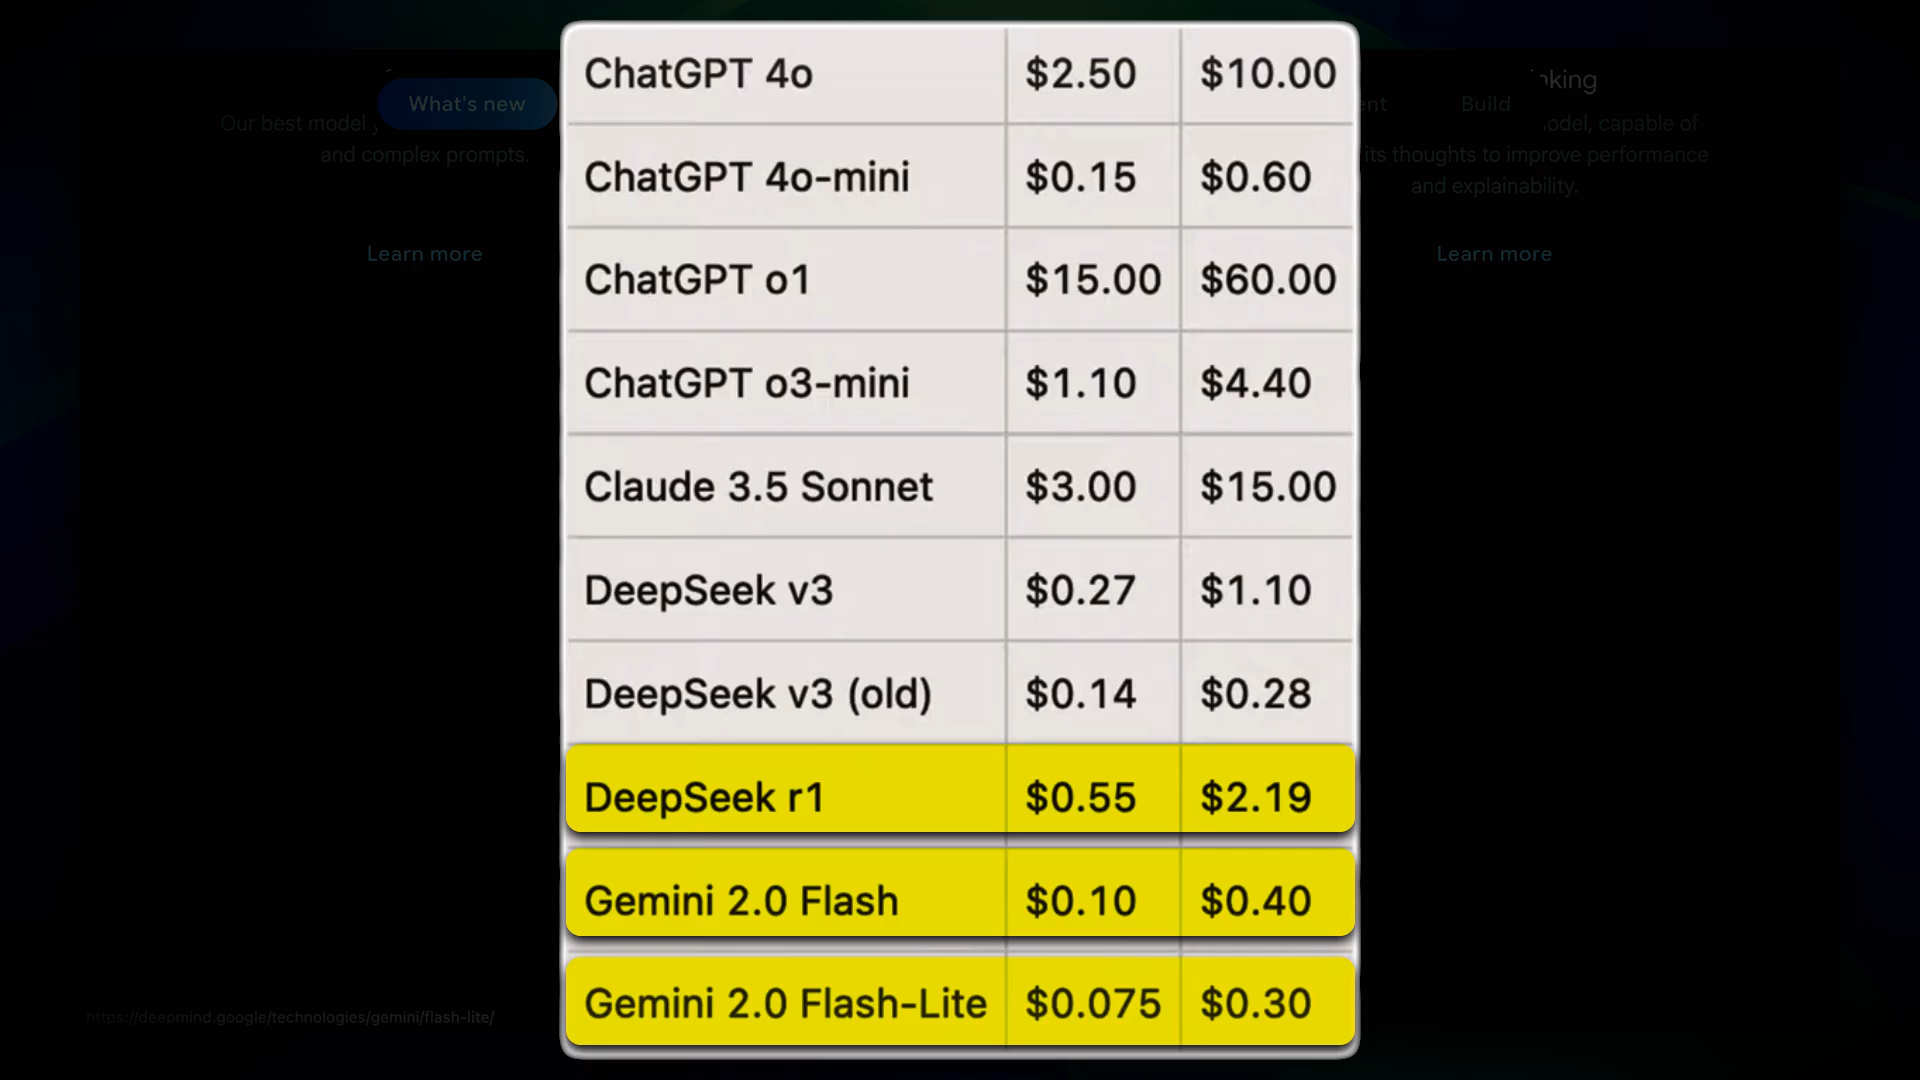 What's new
Our best model
and complex prompts.
Learn more
ChatGPT 4o $2.50 $10.00
ChatGPT 4o-mini $0.15 $0.60
ChatGPT o1 $15.00 $60.00
ChatGPT o3-mini $1.10 $4.40
Claude 3.5 Sonnet $3.00 $15.00
DeepSeek v3 $0.27 $1.10
DeepSeek v3 (old) $0.14 $0.28
DeepSeek r1 $0.55 $2.19
Gemini 2.0 Flash $0.10 $0.40
Gemini 2.0 Flash-Lite $0.075 $0.30
Build
capable of
its thoughts to improve performance
and explainability.
Learn more
https://deepmind.google/technologies/gemini/flash-lite/